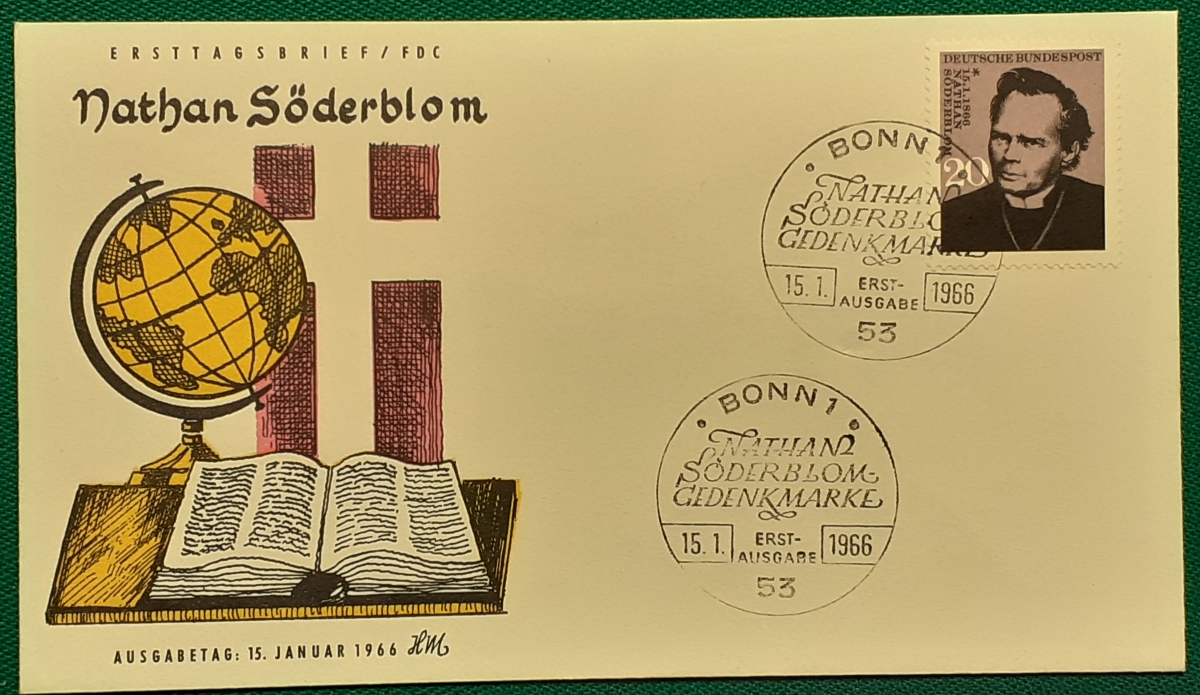 ERSTTAGSBRIEF/FDC
Nathan Söderblom
DEUTSCHE BUNDESPOST
*
15.1.1866
NATHAN
SÖDERBLOM
20
BONN 1
NATHAN
SÖDERBLOM-
GEDENKMARKE
15. 1.
ERST-
AUSGABE
1966
53
BONN 1
NATHAN
SÖDERBLOM-
GEDENKMARKE
15. 1.
ERST-
AUSGABE
1966
53
AUSGABETAG: 15. JANUAR 1966 HM